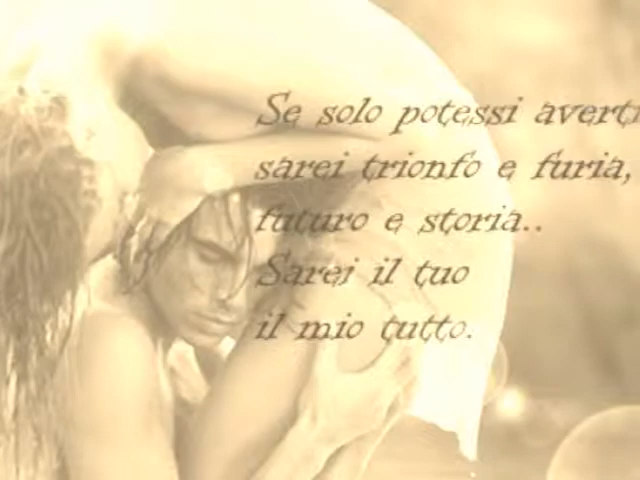 Se solo potessi averti
sarei trionfo e furia,
futuro e storia..
Sarei il tuo
il mio tutto.